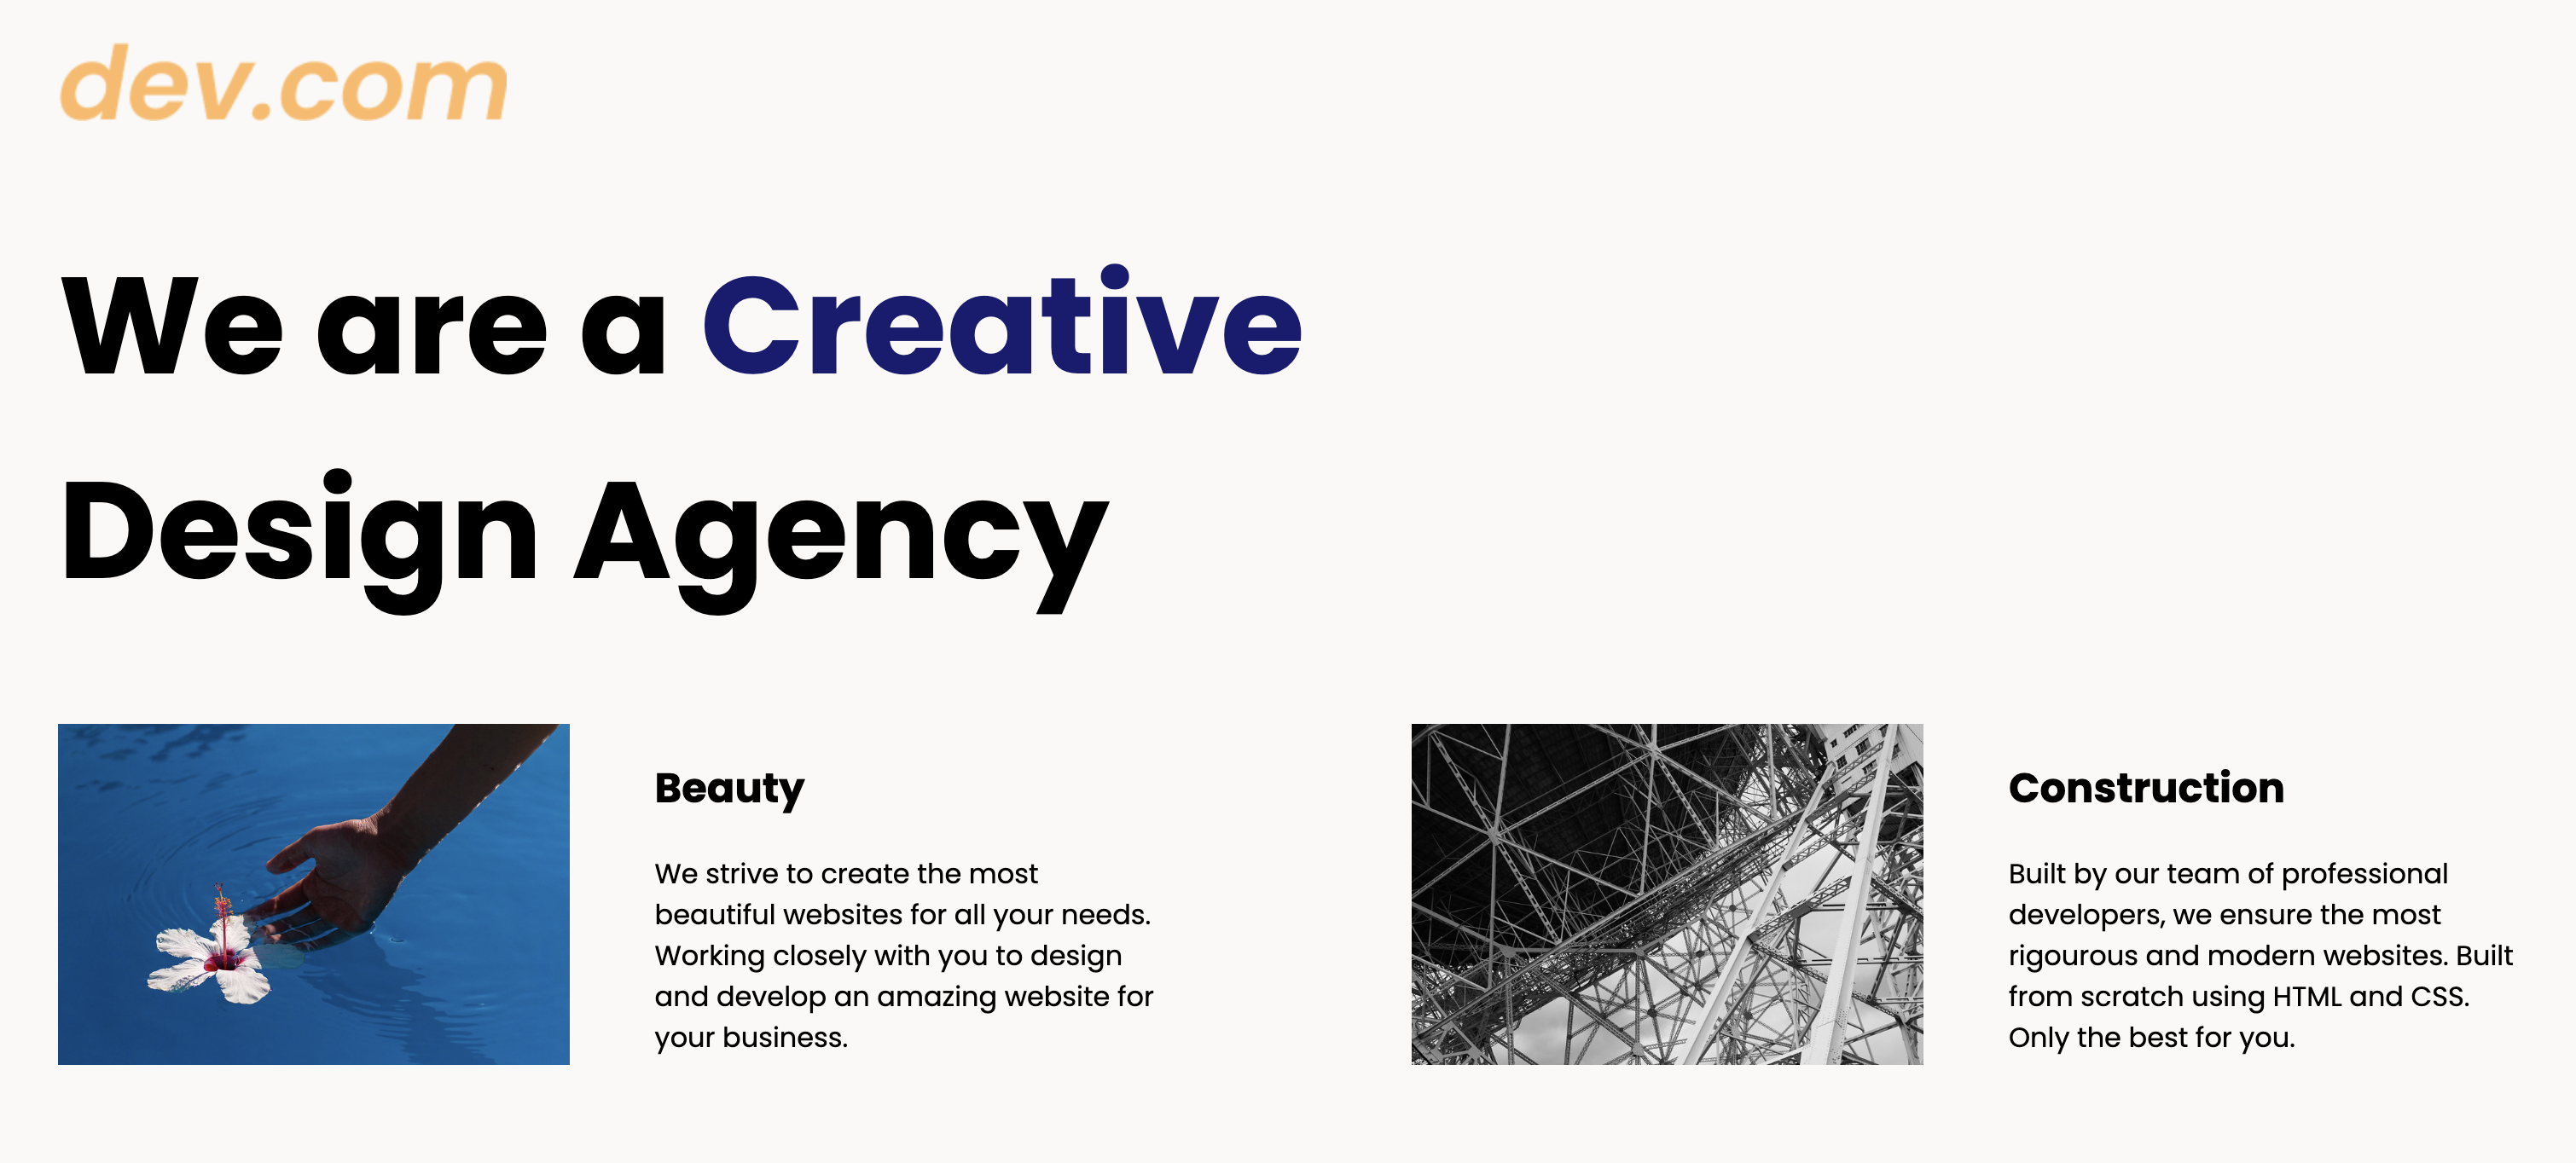 dev.com
We are a Creative
Design Agency
Beauty
We strive to create the most
beautiful websites for all your needs.
Working closely with you to design
and develop an amazing website for
your business.
Construction
Built by our team of professional
developers, we ensure the most
rigourous and modern websites. Built
from scratch using HTML and CSS.
Only the best for you.